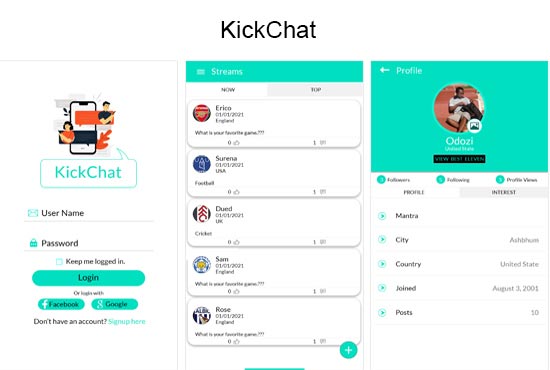 KickChat
KickChat
User Name
Password
Keep me logged in.
Login
Or login with
Facebook
Google
Don't have an account? Signup here
Streams
NOW TOP
Erico
01/01/2021
England
What is your favorite game.???
0 1
Surena
01/01/2021
USA
Football
0 1
Dued
01/01/2021
UK
Cricket
0 1
Sam
01/01/2021
England
What is your favorite game.???
0 1
Rose
01/01/2021
England
What is your favorite game.???
0 1
Profile
Odozi
United State
VIEW BEST ELEVEN
Followers Following Profile Views
PROFILE INTEREST
Mantra
City Ashbhum
Country United State
Joined August 3, 2001
Posts 10